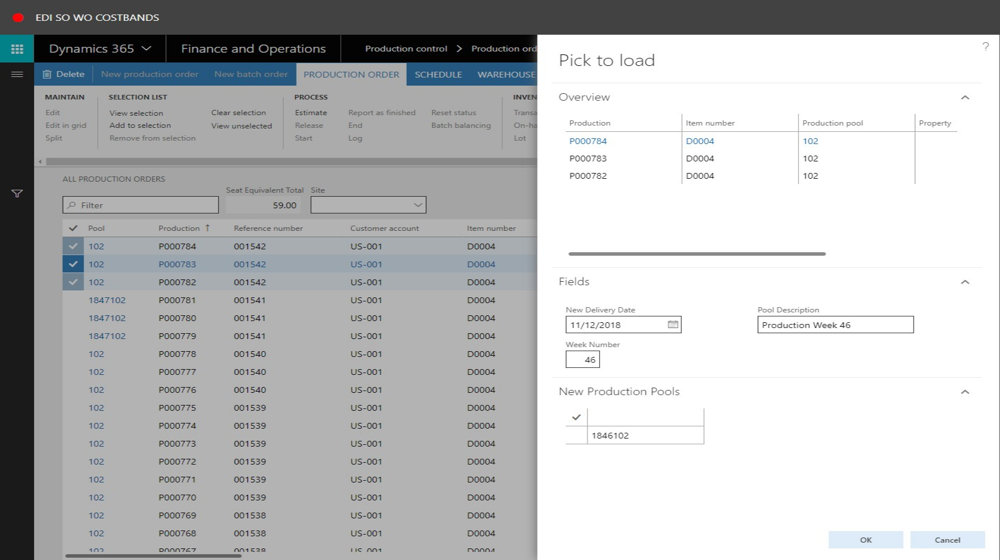 EDI SO WO COSTBANDS
Dynamics 365 Finance and Operations Production control > Production ord
Delete New production order New batch order PRODUCTION ORDER SCHEDULE WAREHOUSE
MAINTAIN SELECTION LIST PROCESS INVEN
Edit View selection Clear selection Estimate Report as finished Reset status Transa
Edit in grid Add to selection View unselected Release End Batch balancing On-ha
Split Remove from selection Start Log Lot
ALL PRODUCTION ORDERS
Seat Equivalent Total Site
Filter 59.00
Pool Production ↑ Reference number Customer account Item number
102 P000784 001542 US-001 D0004
102 P000783 001542 US-001 D0004
102 P000782 001542 US-001 D0004
1847102 P000781 001541 US-001 D0004
1847102 P000780 001541 US-001 D0004
1847102 P000779 001541 US-001 D0004
102 P000778 001540 US-001 D0004
102 P000777 001540 US-001 D0004
102 P000776 001540 US-001 D0004
102 P000775 001539 US-001 D0004
102 P000774 001539 US-001 D0004
102 P000773 001539 US-001 D0004
102 P000772 001539 US-001 D0004
102 P000771 001539 US-001 D0004
102 P000770 001539 US-001 D0004
102 P000769 001538 US-001 D0004
102 P000768 001538 US-001 D0004
102 P000767 001538 US-001 D0004
?
Pick to load
Overview
Production Item number Production pool Property
P000784 D0004 102
P000783 D0004 102
P000782 D0004 102
Fields
New Delivery Date Pool Description
11/12/2018 Production Week 46
Week Number
46
New Production Pools
1846102
OK Cancel